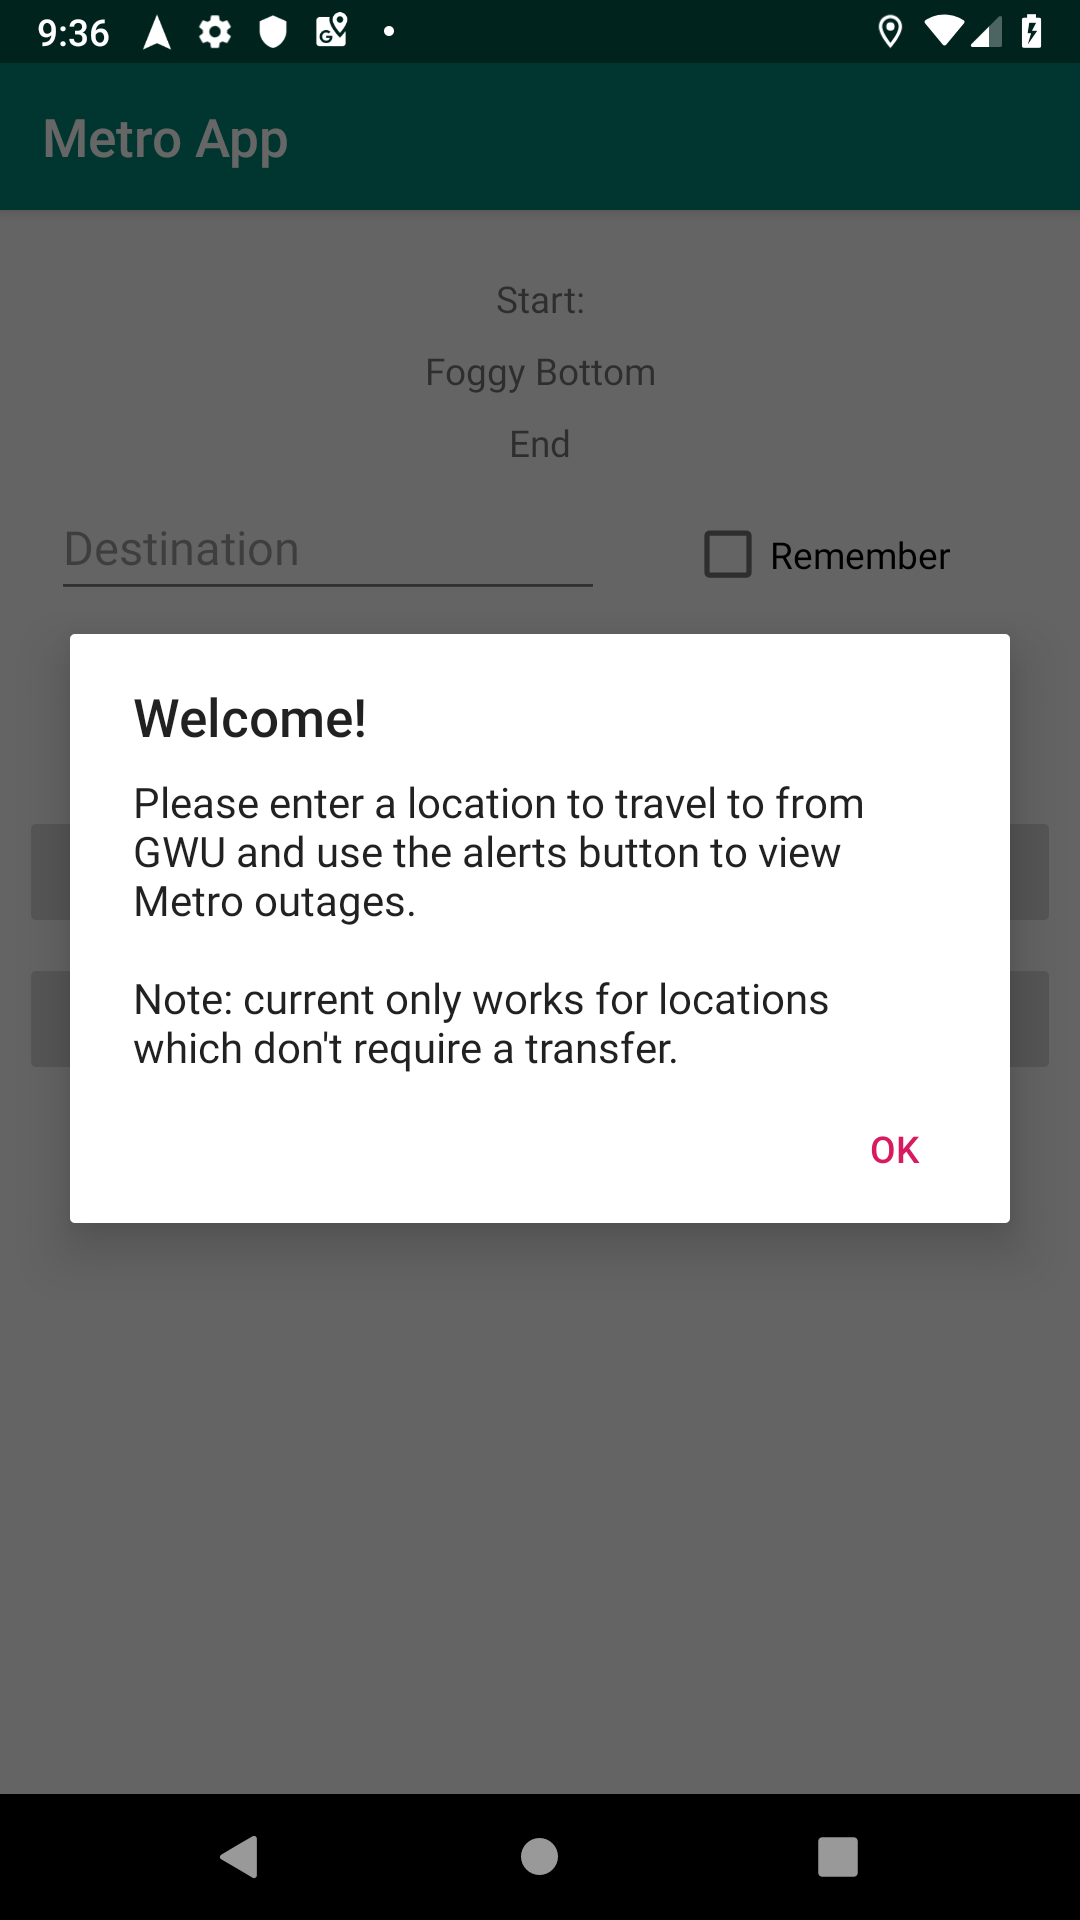 9:36
Metro App
Start:
Foggy Bottom
End
Destination
Remember
Welcome!
Please enter a location to travel to from
GWU and use the alerts button to view
Metro outages.
Note: current only works for locations
which don't require a transfer.
OK